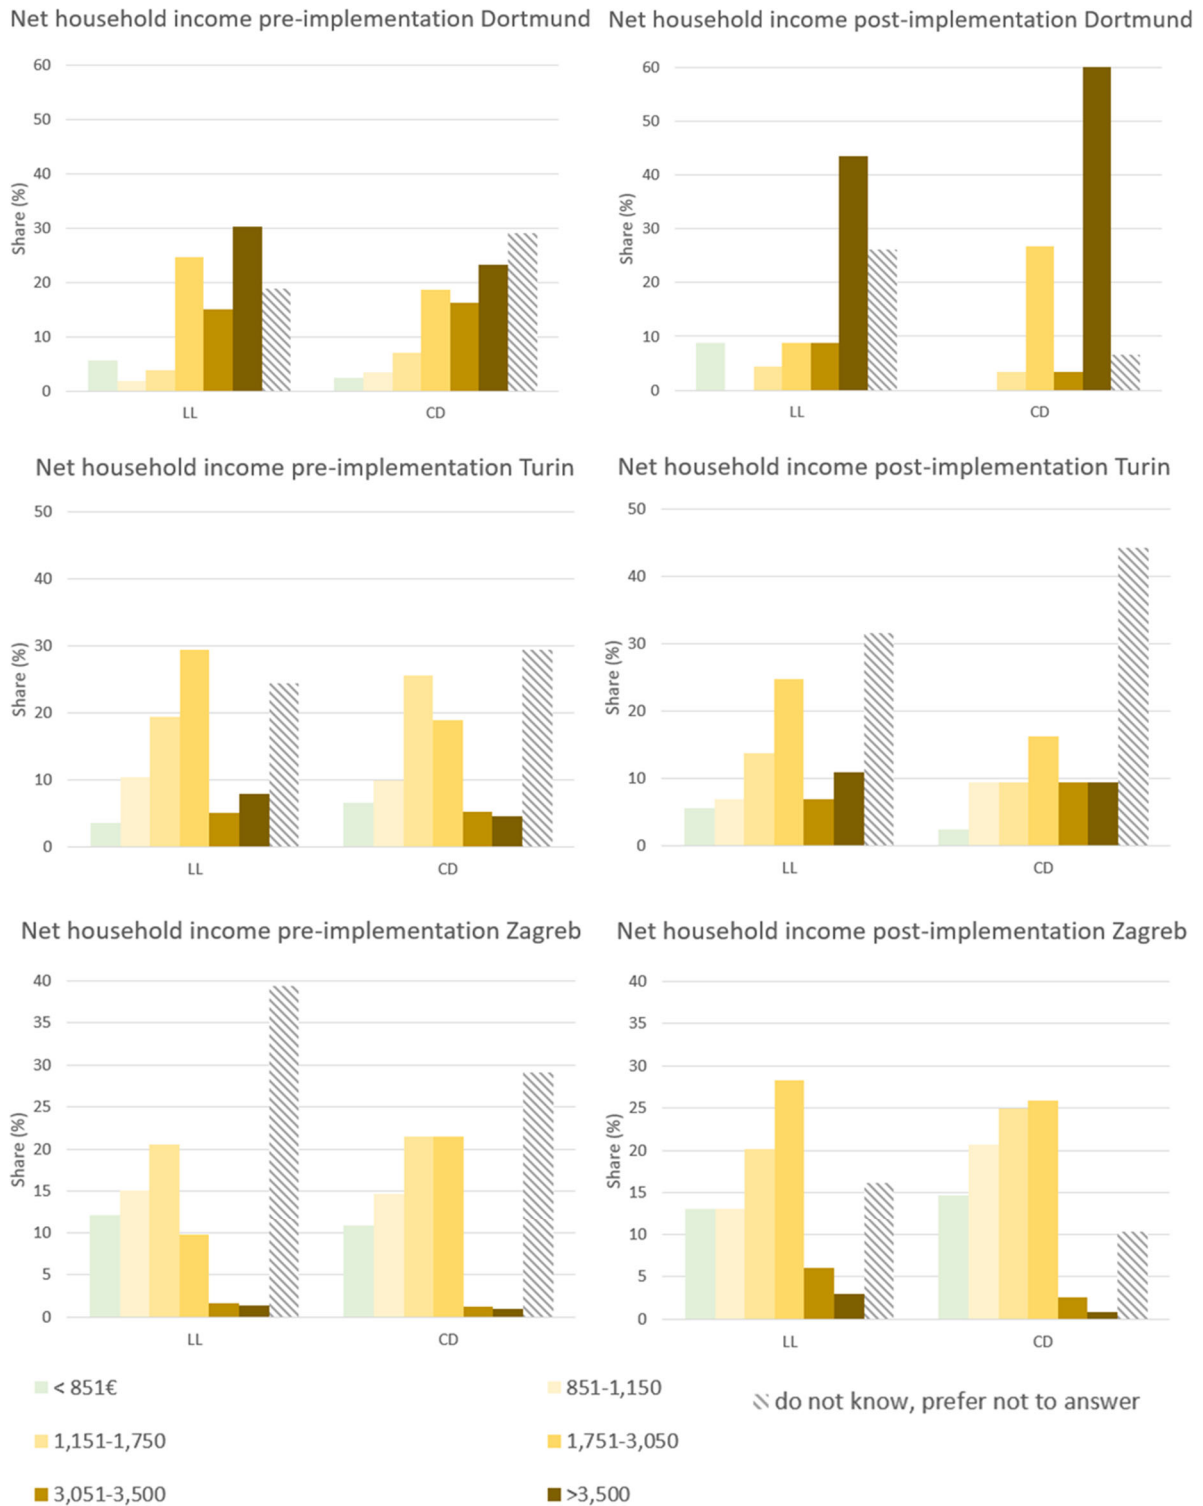 Net household income pre-implementation Dortmund
60
50
40
30
20
10
0
Share (%)
LL
CD
Net household income post-implementation Dortmund
60
50
40
30
20
10
0
Share (%)
LL
CD
Net household income pre-implementation Turin
50
40
30
20
10
0
Share (%)
LL
CD
Net household income post-implementation Turin
50
40
30
20
10
0
Share (%)
LL
CD
Net household income pre-implementation Zagreb
40
35
30
25
20
15
10
5
0
Share (%)
LL
CD
Net household income post-implementation Zagreb
40
35
30
25
20
15
10
5
0
Share (%)
LL
CD
< 851€
851-1,150
do not know, prefer not to answer
1,151-1,750
1,751-3,050
3,051-3,500
>3,500